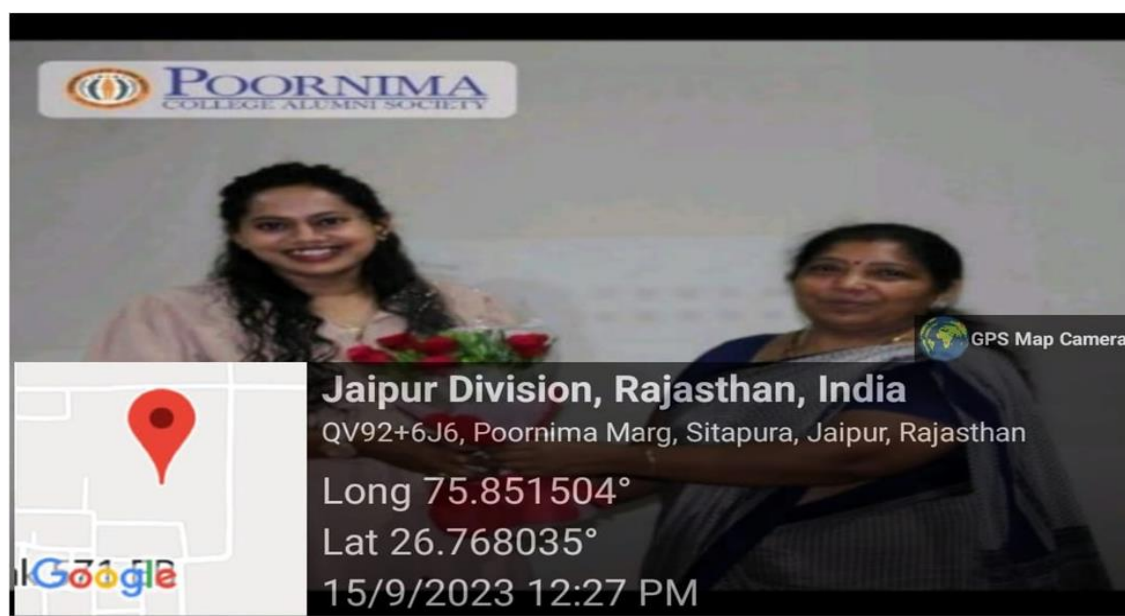 POORNIMA
COLLEGE ALUMNI SOCIETY
GPS Map Camera
Jaipur Division, Rajasthan, India
QV92+6J6, Poornima Marg, Sitapura, Jaipur, Rajasthan
Long 75.851504°
Lat 26.768035°
15/9/2023 12:27 PM
Google